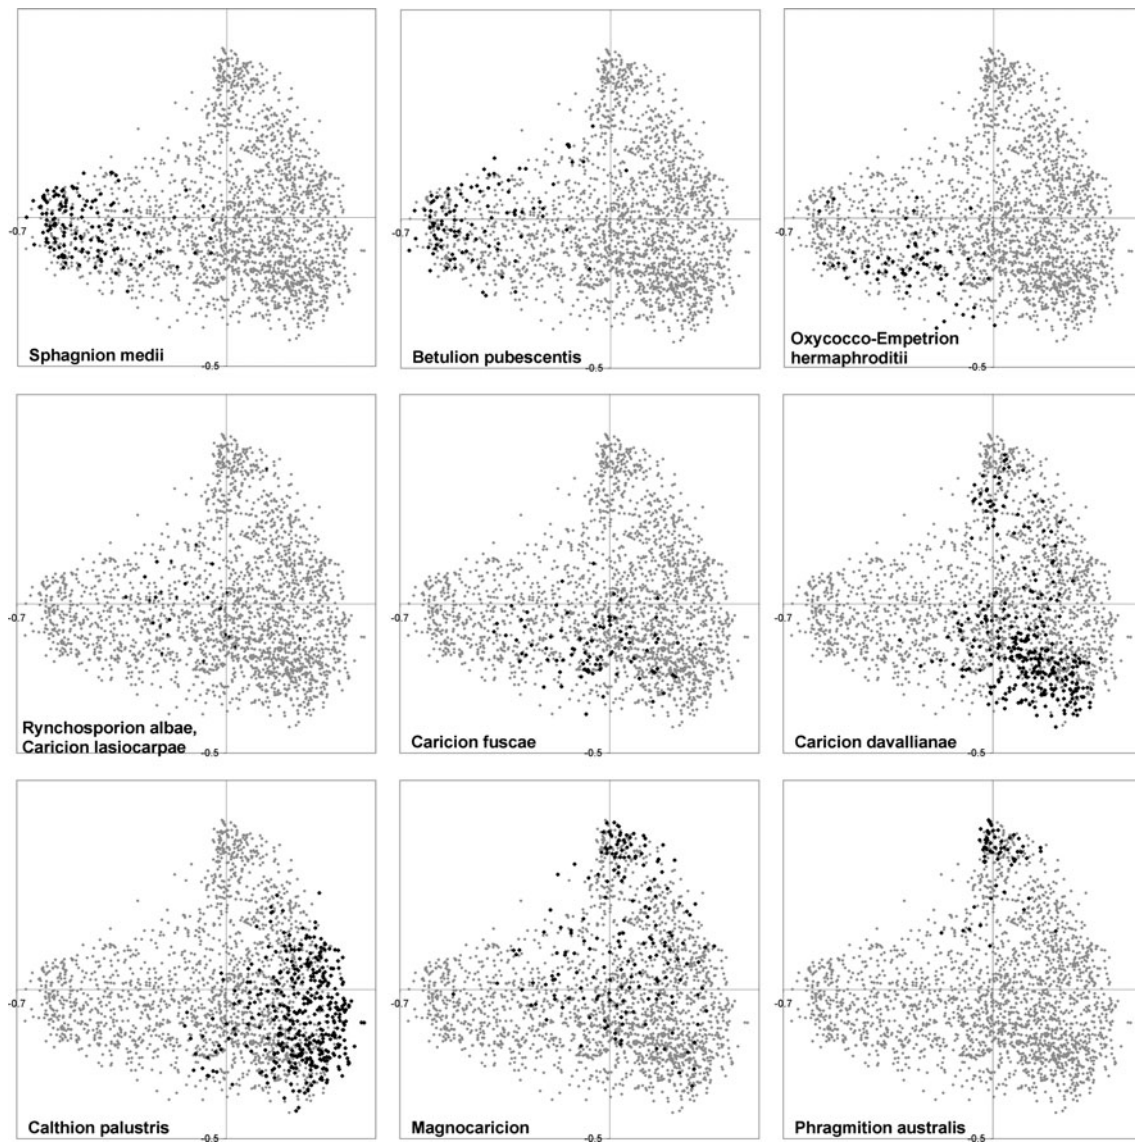 -0.7
Sphagnion medii
-0.5
-0.7
Betulion pubescentis
-0.5
-0.7
Oxycocco-Empetrion
hermaphroditii
-0.5
-0.7
Rynchosporion albae,
Caricion lasiocarpae
-0.5
-0.7
Caricion fuscae
-0.5
-0.7
Caricion davallianae
-0.5
-0.7
Calthion palustris
-0.5
-0.7
Magnocaricion
-0.5
-0.7
Phragmition australis
-0.5